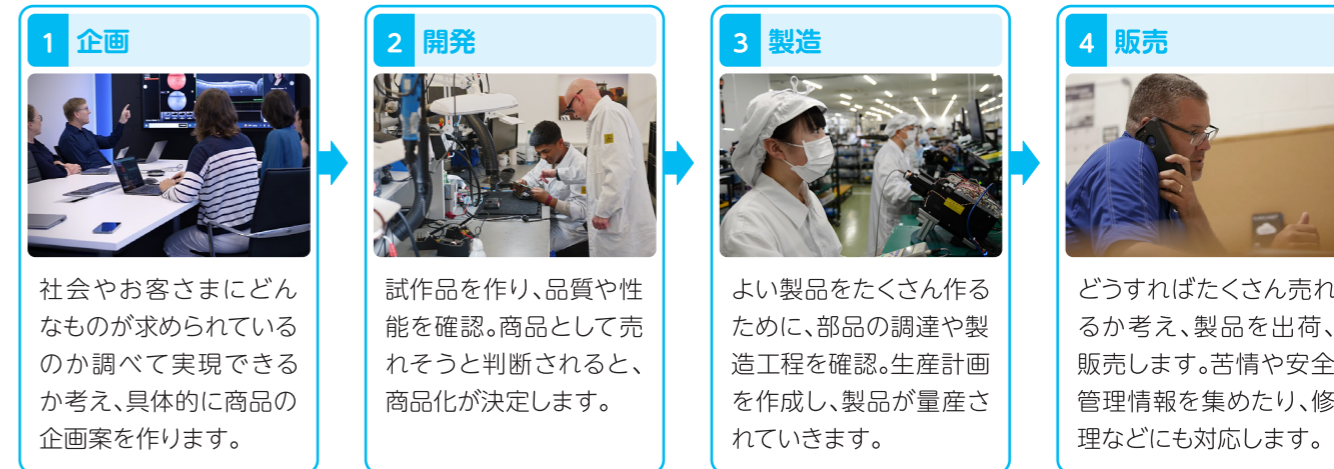 1 企画
社会やお客さまにどん
なものが求められている
のか調べて実現できる
か考え、具体的に商品の
企画案を作ります。
2 開発
試作品を作り、品質や性
能を確認。商品として売
れそうと判断されると、
商品化が決定します。
3 製造
よい製品をたくさん作る
ために、部品の調達や製
造工程を確認。生産計画
を作成し、製品が量産さ
れていきます。
4 販売
どうすればたくさん売れ
るか考え、製品を出荷、
販売します。苦情や安全
管理情報を集めたり、修
理などにも対応します。